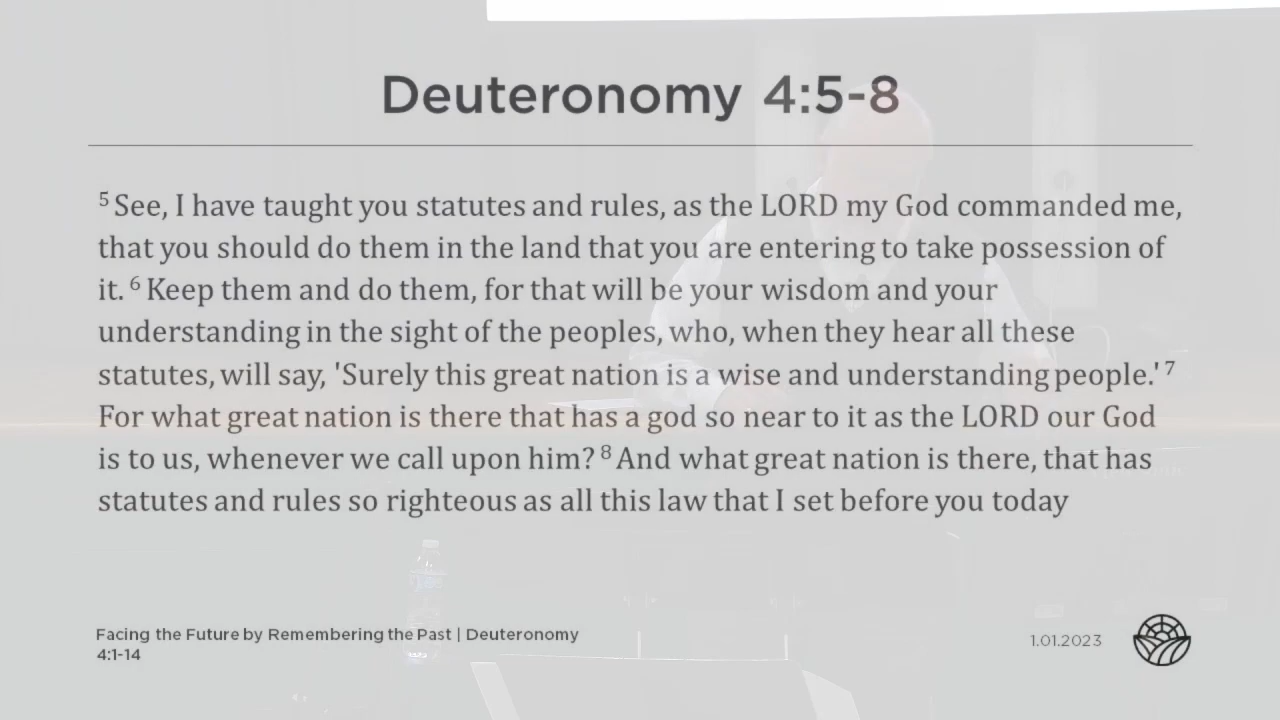 Deuteronomy 4:5-8
5 See, I have taught you statutes and rules, as the LORD my God commanded me,
that you should do them in the land that you are entering to take possession of
it. 6 Keep them and do them, for that will be your wisdom and your
understanding in the sight of the peoples, who, when they hear all these
statutes, will say, 'Surely this great nation is a wise and understanding people.' 7
For what great nation is there that has a god so near to it as the LORD our God
is to us, whenever we call upon him? 8 And what great nation is there, that has
statutes and rules so righteous as all this law that I set before you today
Facing the Future by Remembering the Past | Deuteronomy
4:1-14
1.01.2023